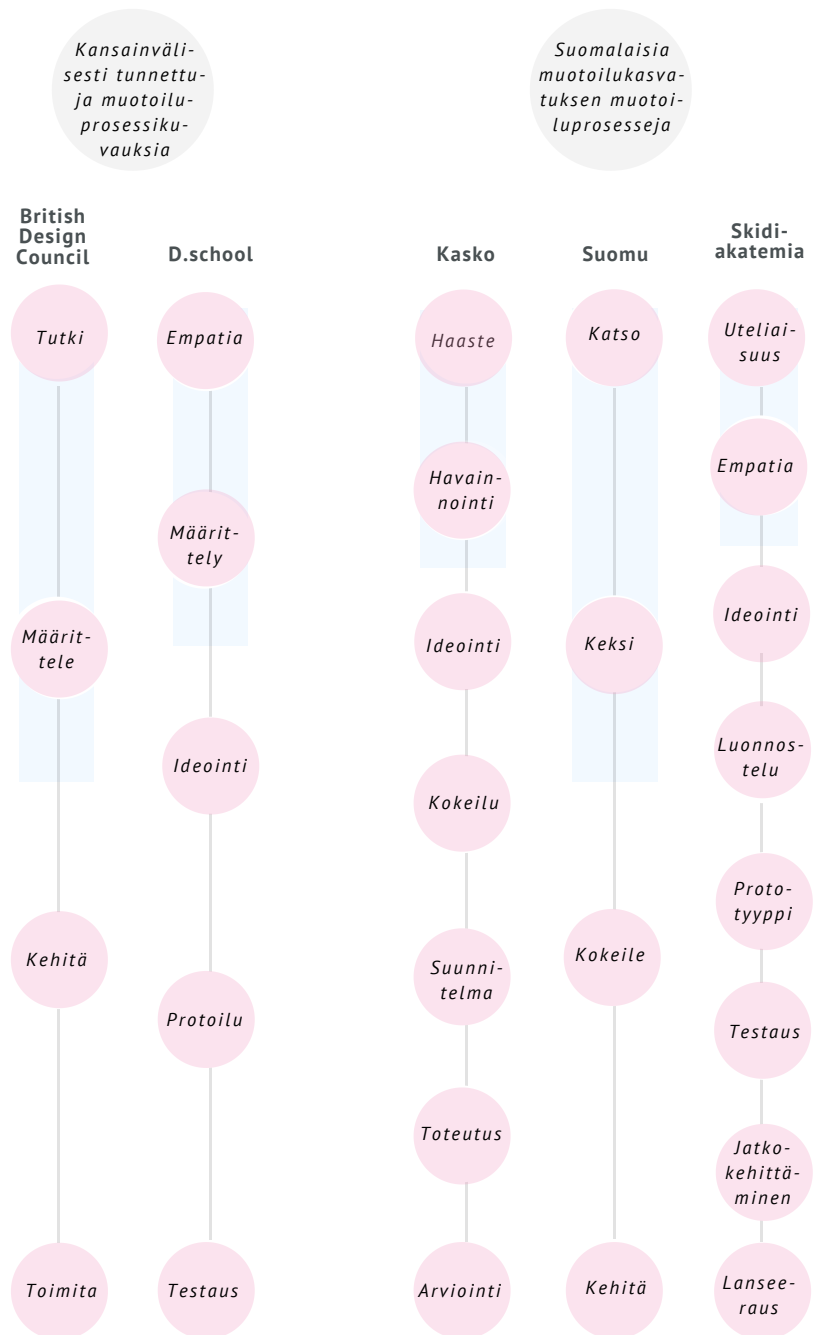 Kansainväli-
sesti tunnettu-
ja muotoilu-
prosessiku-
vauksia
Suomalaisia
muotoilukasva-
tuksen muotoi-
luprosesseja
British
Design
Council
Tutki
Määrit-
tele
Kehitä
Toimita
D.school
Empatia
Määrit-
tely
Ideointi
Protoilu
Testaus
Kasko
Haaste
Havain-
nointi
Ideointi
Kokeilu
Suunni-
telma
Toteutus
Arviointi
Suomu
Katso
Keksi
Kokeile
Kehitä
Skidi-
akatemia
Uteliai-
suus
Empatia
Ideointi
Luonnos-
telu
Proto-
tyyppi
Testaus
Jatko-
kehittä-
minen
Lansee-
raus